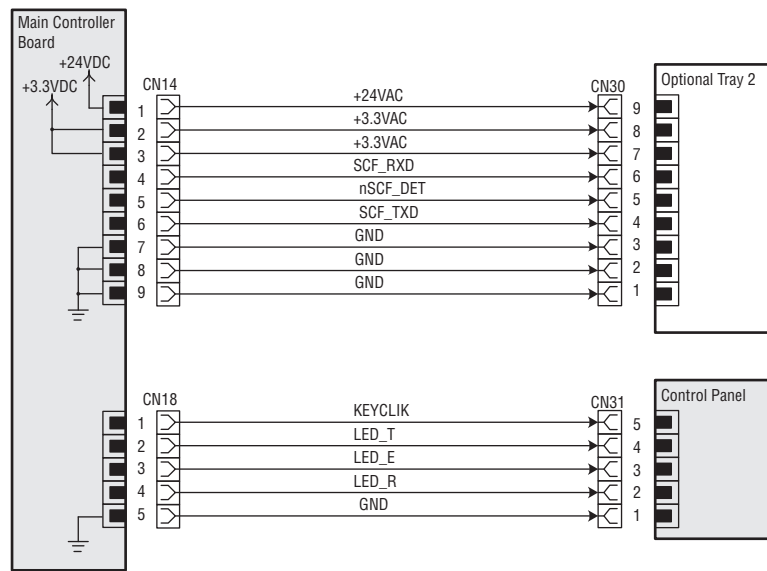 Main Controller
Board
+24VDC
+3.3VDC
CN14
CN30
Optional Tray 2
1 +24VAC 9
2 +3.3VAC 8
3 +3.3VAC 7
4 SCF_RXD 6
5 nSCF_DET 5
6 SCF_TXD 4
7 GND 3
8 GND 2
9 GND 1
CN18
CN31
Control Panel
1 KEYCLIK 5
2 LED_T 4
3 LED_E 3
4 LED_R 2
5 GND 1